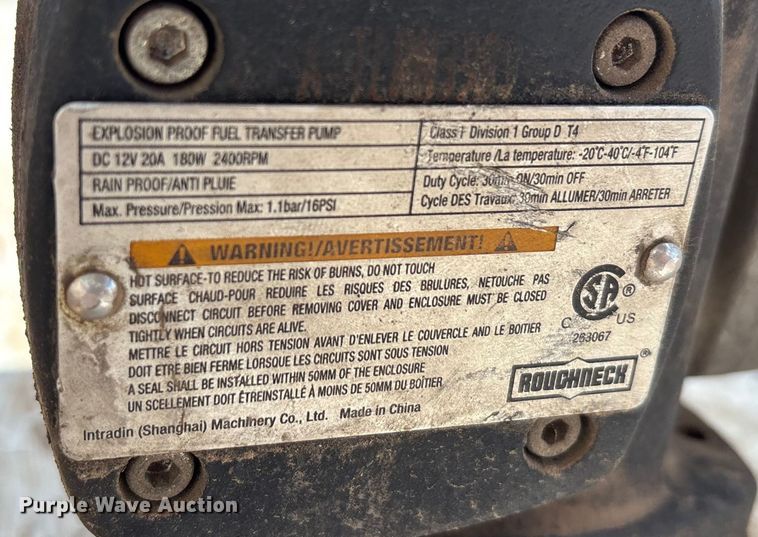 EXPLOSION PROOF FUEL TRANSFER PUMP
DC 12V 20A 180W 2400RPM
RAIN PROOF/ANTI PLUIE
Max. Pressure/Pression Max: 1.1bar/16PSI
Class I Division 1 Group D T4
Temperature /La temperature: -20°C-40°C/-4°F-104°F
Duty Cycle: 30min ON/30min OFF
Cycle DES Travaux: 30min ALLUMER/30min ARRETER
WARNING!/AVERTISSEMENT!
HOT SURFACE-TO REDUCE THE RISK OF BURNS, DO NOT TOUCH
SURFACE CHAUD-POUR REDUIRE LES RISQUES DES BBULURES, NETOUCHE PAS
DISCONNECT CIRCUIT BEFORE REMOVING COVER AND ENCLOSURE MUST BE CLOSED
TIGHTLY WHEN CIRCUITS ARE ALIVE.
METTRE LE CIRCUIT HORS TENSION AVANT D'ENLEVER LE COUVERCLE AND LE BOITIER
DOIT ETRE BIEN FERME LORSQUE LES CIRCUITS SONT SOUS TENSION
A SEAL SHALL BE INSTALLED WITHIN 50MM OF THE ENCLOSURE
UN SCELLEMENT DOIT ÉTREINSTALLÉ À MOINS DE 50MM DU BOÎTIER
Intradin (Shanghai) Machinery Co., Ltd. Made in China
CSA ®
C US
263067
ROUGHNECK ®
Purple Wave Auction